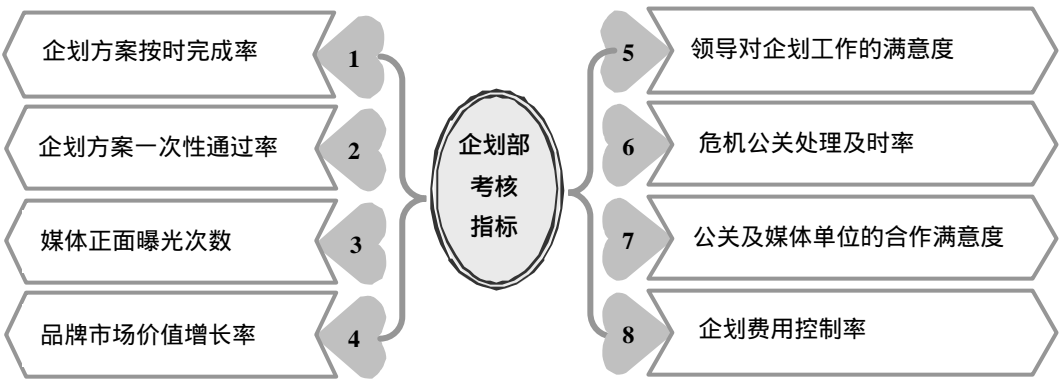 企划方案按时完成率
1
企划方案一次性通过率
2
媒体正面曝光次数
3
品牌市场价值增长率
4
企划部
考核
指标
5
领导对企划工作的满意度
6
危机公关处理及时率
7
公关及媒体单位的合作满意度
8
企划费用控制率